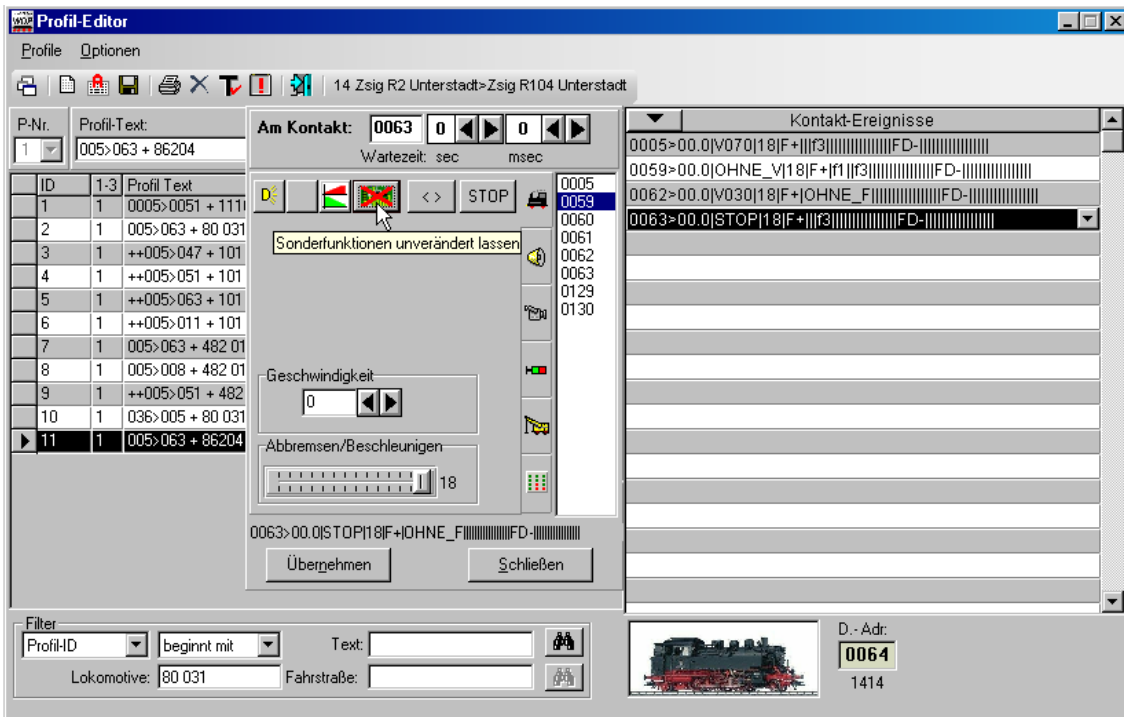 Profil-Editor
Profile Optionen
14 Zsig R2 Unterstadt>Zsig R104 Unterstadt
P-Nr. Profil-Text:
1 005>063 + 86204
ID 1-3 Profil Text
1 1 0005>0051 + 111
2 1 005>063 + 80 031
3 1 ++005>047 + 101
4 1 ++005>051 + 101
5 1 ++005>063 + 101
6 1 ++005>011 + 101
7 1 005>063 + 482 01
8 1 005>008 + 482 01
9 1 ++005>051 + 482
10 1 036>005 + 80 031
11 1 005>063 + 86204
Am Kontakt: 0063 0 0
Wartezeit: sec msec
< > STOP
Sonderfunktionen unverändert lassen
0005
0059
0060
0061
0062
0063
0129
0130
Geschwindigkeit
0
Abbremsen/Beschleunigen
18
0063>00.0|STOP|18|F+|OHNE_F||||||||||||||||FD-||||||||||||||||
Übernehmen Schließen
Kontakt-Ereignisse
0005>00.0|V070|18|F+|||f3||||||||||||||||FD-||||||||||||||||
0059>00.0|OHNE_V|18|F+|f1||f3||||||||||||||||FD-||||||||||||||||
0062>00.0|V030|18|F+|OHNE_F||||||||||||||||FD-||||||||||||||||
0063>00.0|STOP|18|F+|||f3||||||||||||||||FD-||||||||||||||||
Filter
Profil-ID beginnt mit Text:
Lokomotive: 80 031 Fahrstraße:
D.- Adr:
0064
1414